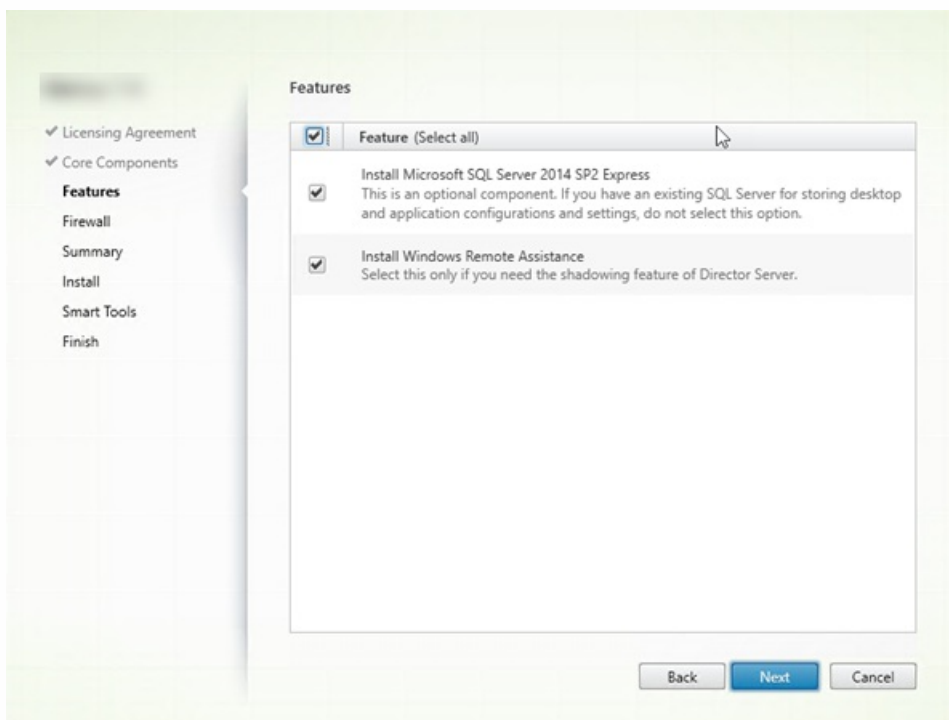 Features
Licensing Agreement
Core Components
Features
Firewall
Summary
Install
Smart Tools
Finish
Feature (Select all)
Install Microsoft SQL Server 2014 SP2 Express
This is an optional component. If you have an existing SQL Server for storing desktop
and application configurations and settings, do not select this option.
Install Windows Remote Assistance
Select this only if you need the shadowing feature of Director Server.
Back
Next
Cancel